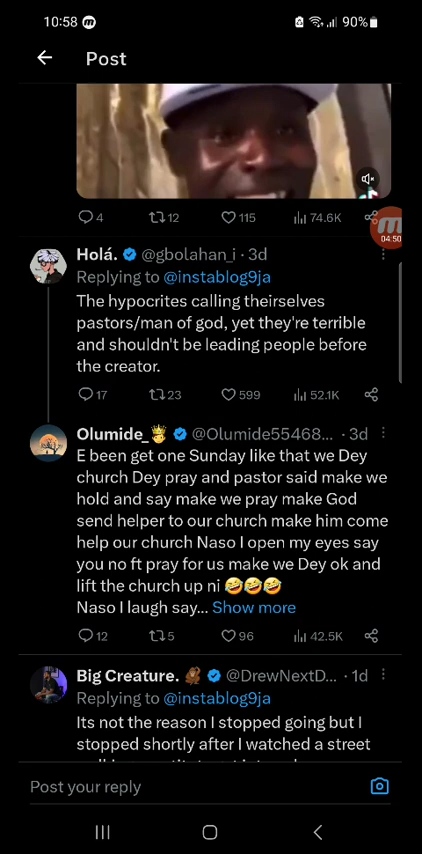 10:58
90%
Post
4 12 115 74.6K
04:50
Holá. @gbolahan_i · 3d
Replying to @instablog9ja
The hypocrites calling theirselves
pastors/man of god, yet they're terrible
and shouldn't be leading people before
the creator.
17 23 599 52.1K
Olumide_🤴 @Olumide55468... · 3d
E been get one Sunday like that we Dey
church Dey pray and pastor said make we
hold and say make we pray make God
send helper to our church make him come
help our church Naso I open my eyes say
you no ft pray for us make we Dey ok and
lift the church up ni 🤣🤣🤣
Naso I laugh say... Show more
12 5 96 42.5K
Big Creature. @DrewNextD... · 1d
Replying to @instablog9ja
Its not the reason I stopped going but I
stopped shortly after I watched a street
Post your reply